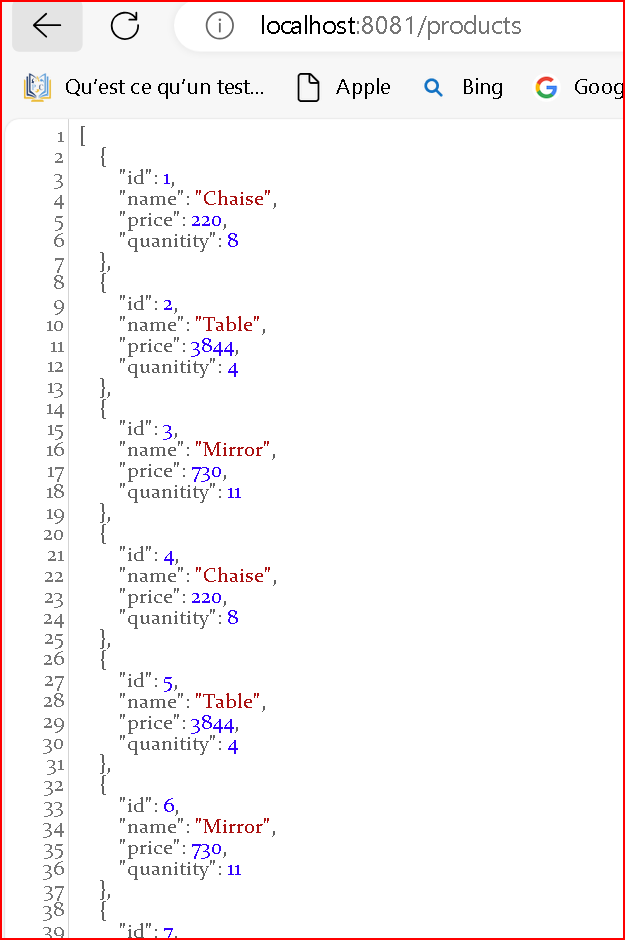 localhost:8081/products
Qu'est ce qu'un test... Apple Bing Goog
1 [
2 {
3 "id": 1,
4 "name": "Chaise",
5 "price": 220,
6 "quanitity": 8
7 },
8 {
9 "id": 2,
10 "name": "Table",
11 "price": 3844,
12 "quanitity": 4
13 },
14 {
15 "id": 3,
16 "name": "Mirror",
17 "price": 730,
18 "quanitity": 11
19 },
20 {
21 "id": 4,
22 "name": "Chaise",
23 "price": 220,
24 "quanitity": 8
25 },
26 {
27 "id": 5,
28 "name": "Table",
29 "price": 3844,
30 "quanitity": 4
31 },
32 {
33 "id": 6,
34 "name": "Mirror",
35 "price": 730,
36 "quanitity": 11
37 },
38 {
39 "id": 7,